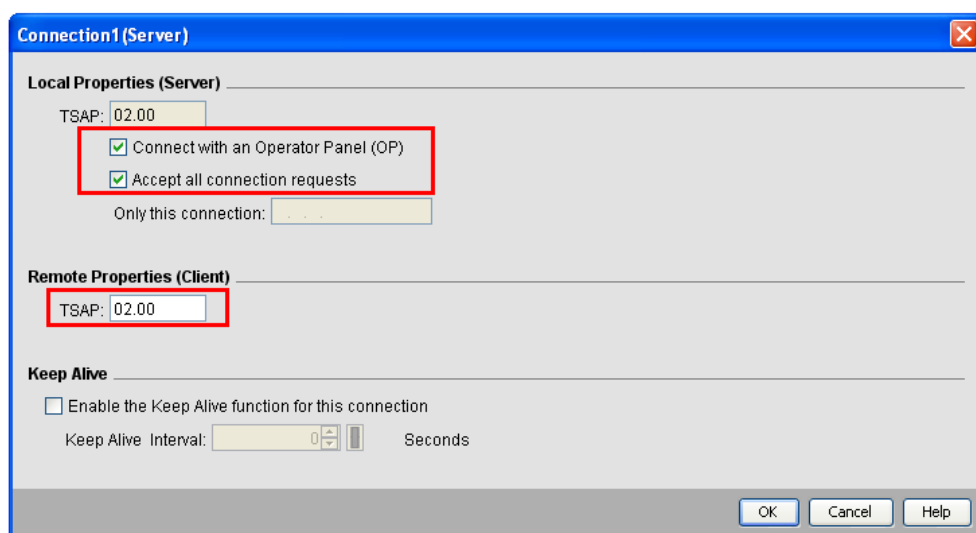 Connection1(Server)
Local Properties (Server)
TSAP: 02.00
Connect with an Operator Panel (OP)
Accept all connection requests
Only this connection: . . .
Remote Properties (Client)
TSAP: 02.00
Keep Alive
Enable the Keep Alive function for this connection
Keep Alive Interval: 0 Seconds
OK Cancel Help